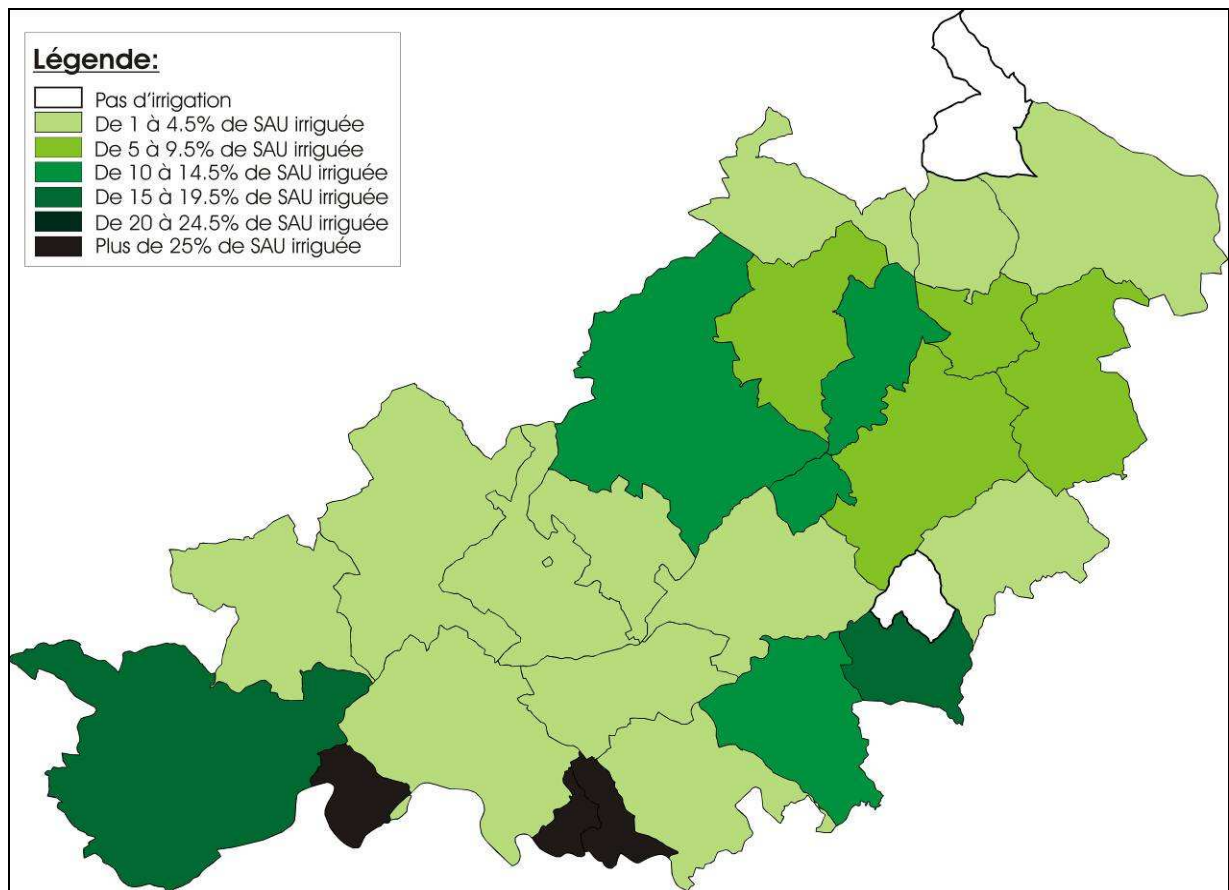 Légende:
Pas d'irrigation
De 1 à 4.5% de SAU irriguée
De 5 à 9.5% de SAU irriguée
De 10 à 14.5% de SAU irriguée
De 15 à 19.5% de SAU irriguée
De 20 à 24.5% de SAU irriguée
Plus de 25% de SAU irriguée